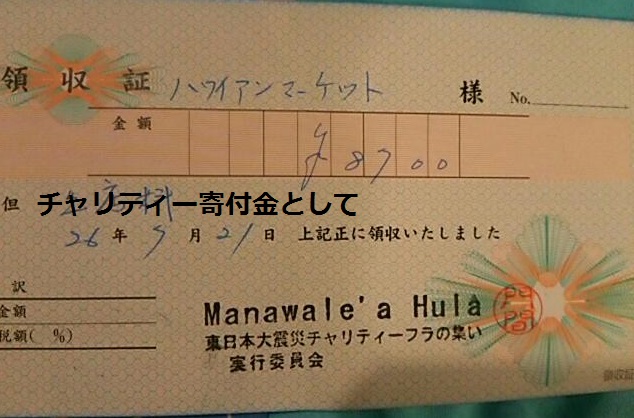 領収証 ハワイアンマーケット 様 No.
金額 ¥8700
但 チャリティー寄付金として
26年9月21日 上記正に領収いたしました
訳
金額
税額( %)
Manawale'a Hula
東日本大震災チャリティーフラの集い
実行委員会